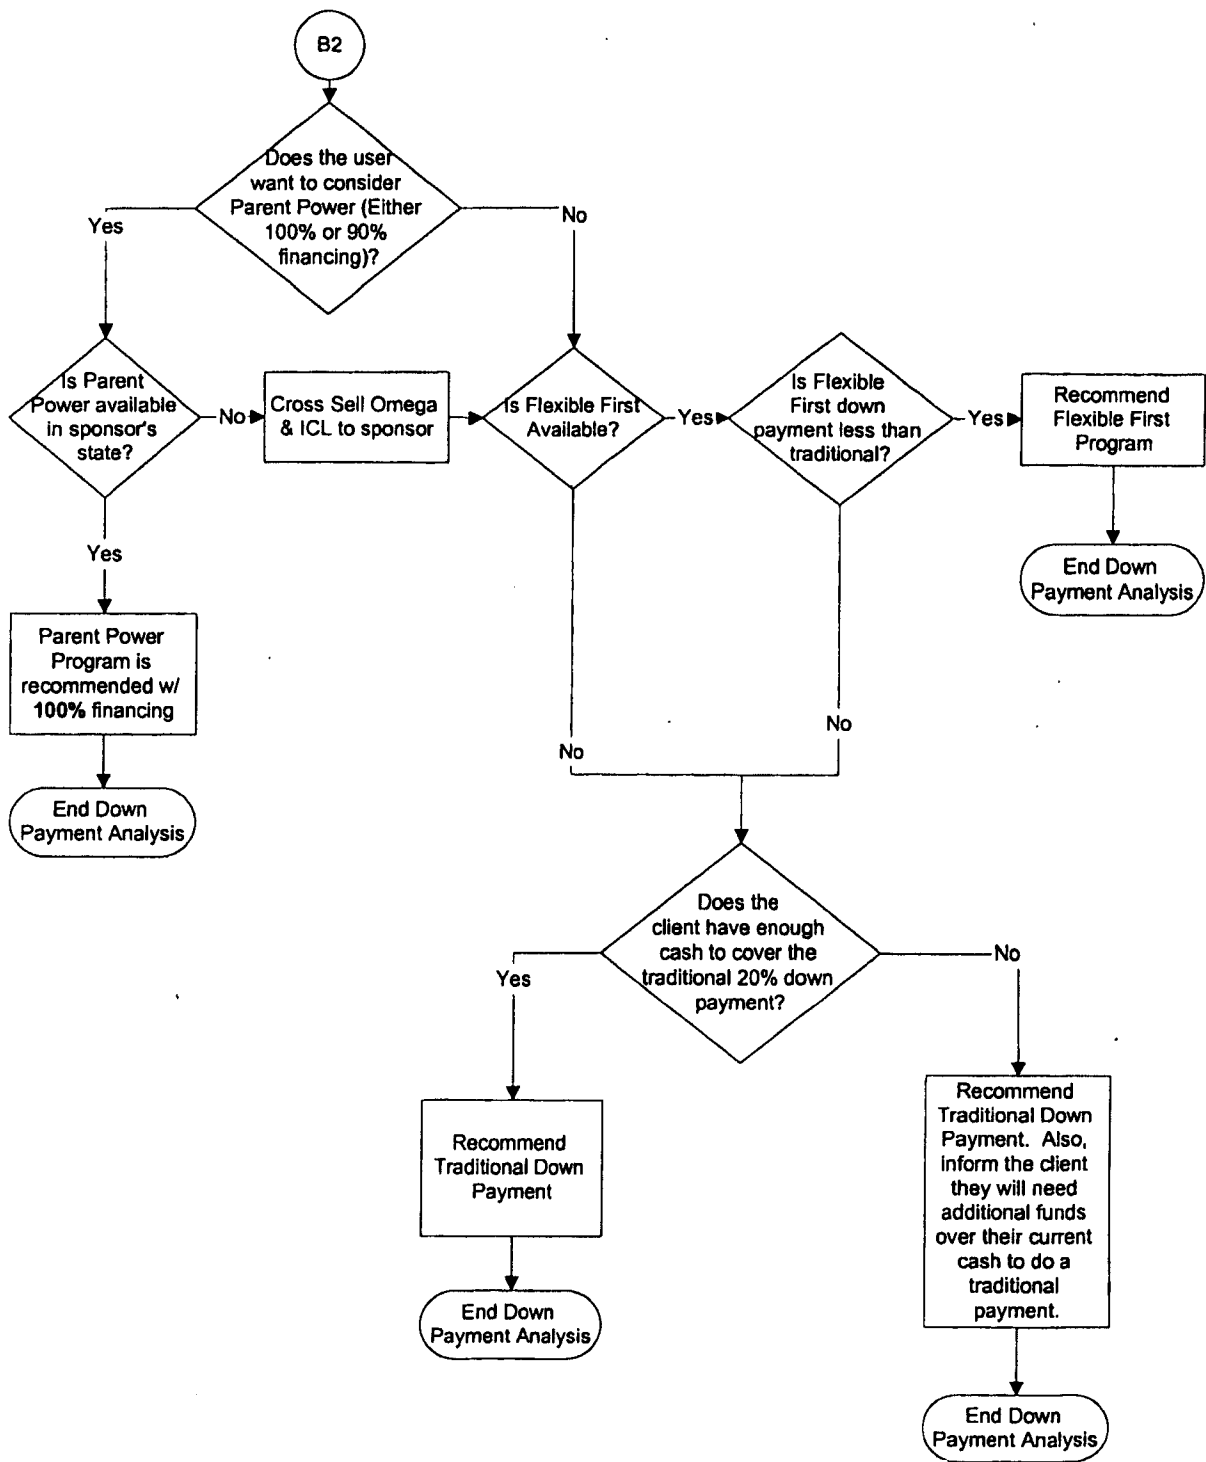 B2
Does the user
want to consider
Parent Power (Either
100% or 90%
financing)?
Yes
No
Is Parent
Power available
in sponsor's
state?
No
Cross Sell Omega
& ICL to sponsor
Is Flexible First
Available?
Yes
Is Flexible
First down
payment less than
traditional?
Yes
Recommend
Flexible First
Program
End Down
Payment Analysis
Yes
Parent Power
Program is
recommended w/
100% financing
End Down
Payment Analysis
No
No
Does the
client have enough
cash to cover the
traditional 20% down
payment?
Yes
No
Recommend
Traditional Down
Payment
End Down
Payment Analysis
Recommend
Traditional Down
Payment. Also,
inform the client
they will need
additional funds
over their current
cash to do a
traditional
payment.
End Down
Payment Analysis